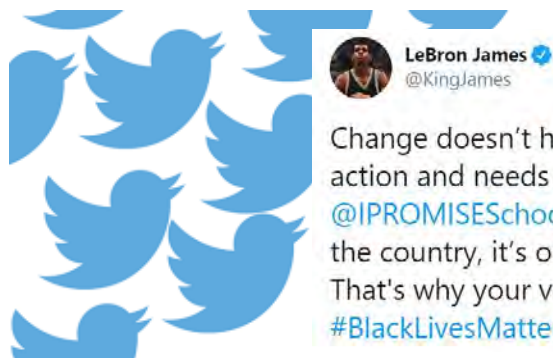 LeBron James
@KingJames
Change doesn't h
action and needs
@IPROMISESchoo
the country, it's o
That's why your v
#BlackLivesMatte